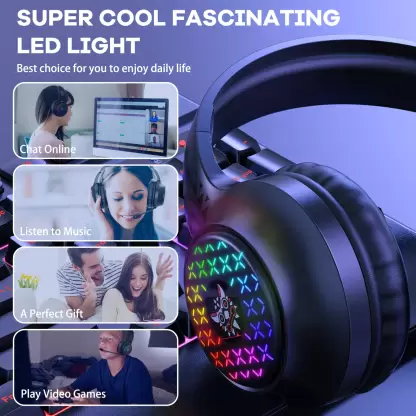 SUPER COOL FASCINATING
LED LIGHT
Best choice for you to enjoy daily life
Chat Online
Listen to Music
A Perfect Gift
Play Video Games